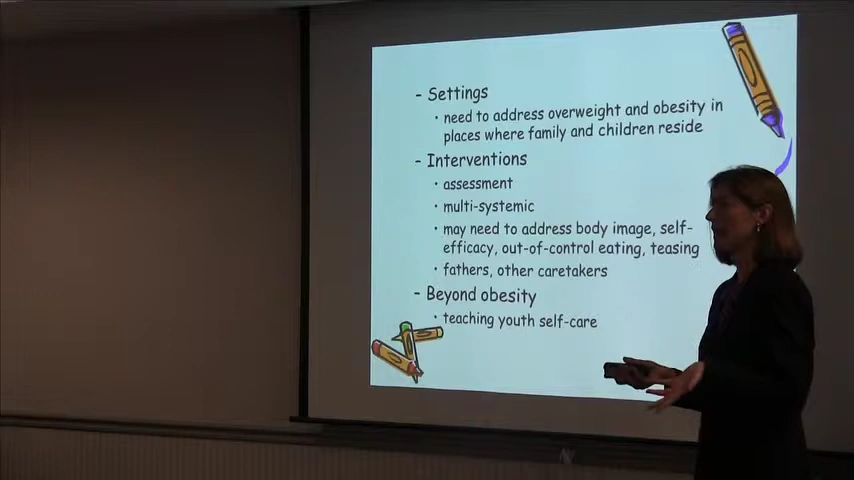 - Settings
• need to address overweight and obesity in
places where family and children reside
- Interventions
• assessment
• multi-systemic
• may need to address body image, self-
efficacy, out-of-control eating, teasing
• fathers, other caretakers
- Beyond obesity
• teaching youth self-care